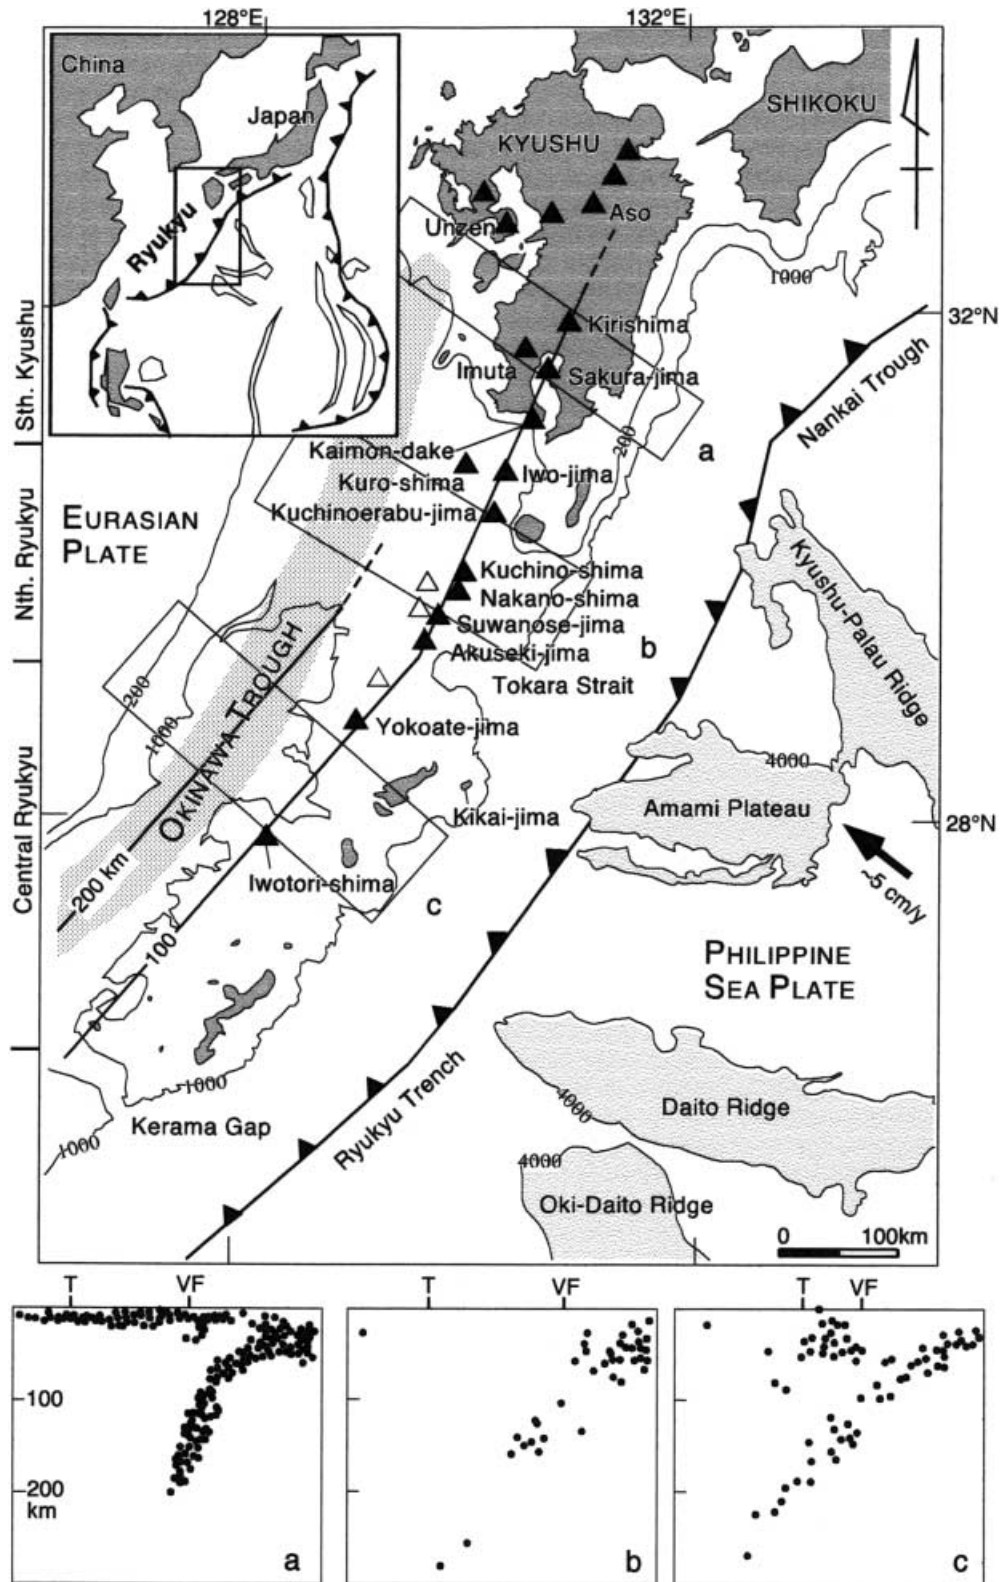 128°E
132°E
China
Japan
Ryukyu
SHIKOKU
KYUSHU
Unzen
Aso
1000
32°N
Kirishima
Imuta
Sakura-jima
Nankai Trough
200
a
Kaimon-dake
Iwo-jima
Kuro-shima
Kuchinoerabu-jima
EURASIAN
PLATE
Kuchino-shima
Nakano-shima
Suwanose-jima
Akuseki-jima
b
Tokara Strait
Kyushu-Palau Ridge
Sth. Kyushu
Nth. Ryukyu
Central Ryukyu
200
1000
OKINAWA TROUGH
Yokoate-jima
4000
Kikai-jima
Amami Plateau
28°N
~5 cm/y
Iwotori-shima
200 km
100
c
PHILIPPINE
SEA PLATE
1000
1000
Kerama Gap
Ryukyu Trench
4000
Daito Ridge
4000
Oki-Daito Ridge
0 100km
T VF
T VF
T VF
100
200
km
a
b
c